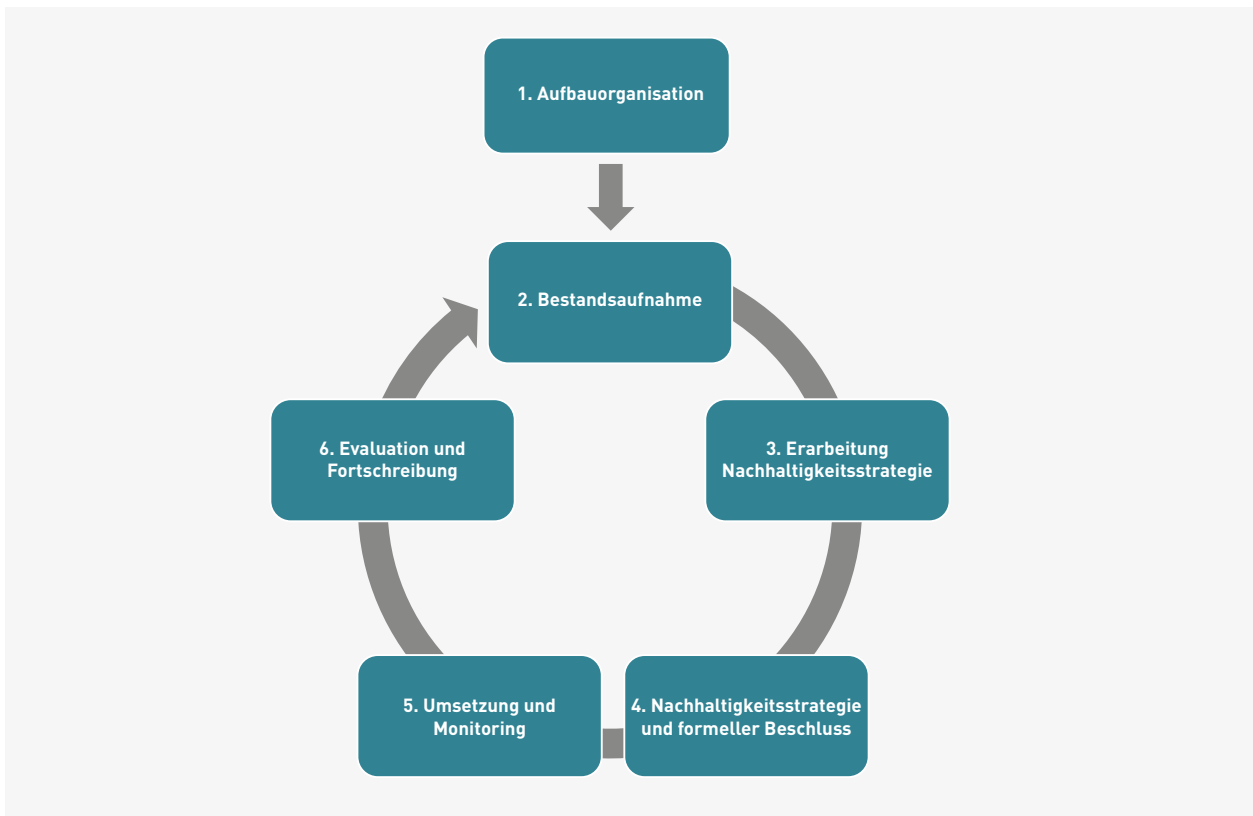 1. Aufbauorganisation
2. Bestandsaufnahme
3. Erarbeitung
Nachhaltigkeitsstrategie
4. Nachhaltigkeitsstrategie
und formeller Beschluss
5. Umsetzung und
Monitoring
6. Evaluation und
Fortschreibung